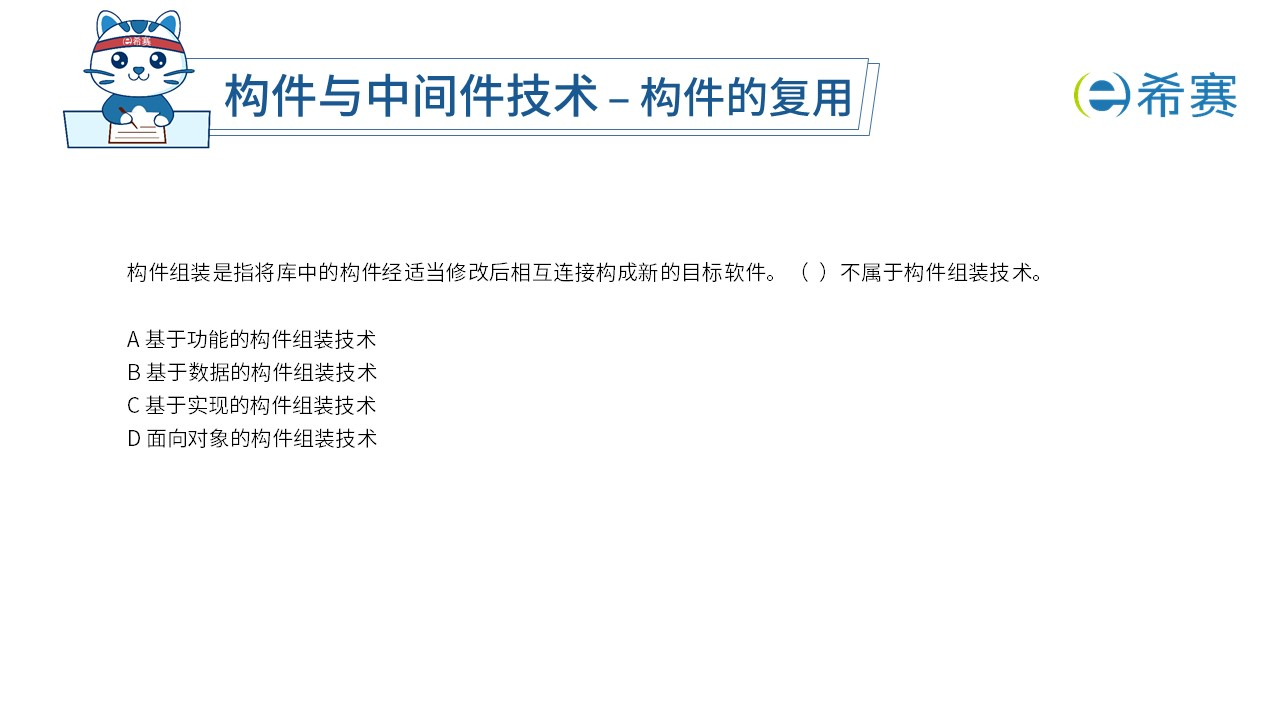 希赛
构件与中间件技术 – 构件的复用
希赛
构件组装是指将库中的构件经适当修改后相互连接构成新的目标软件。（ ）不属于构件组装技术。
A 基于功能的构件组装技术
B 基于数据的构件组装技术
C 基于实现的构件组装技术
D 面向对象的构件组装技术